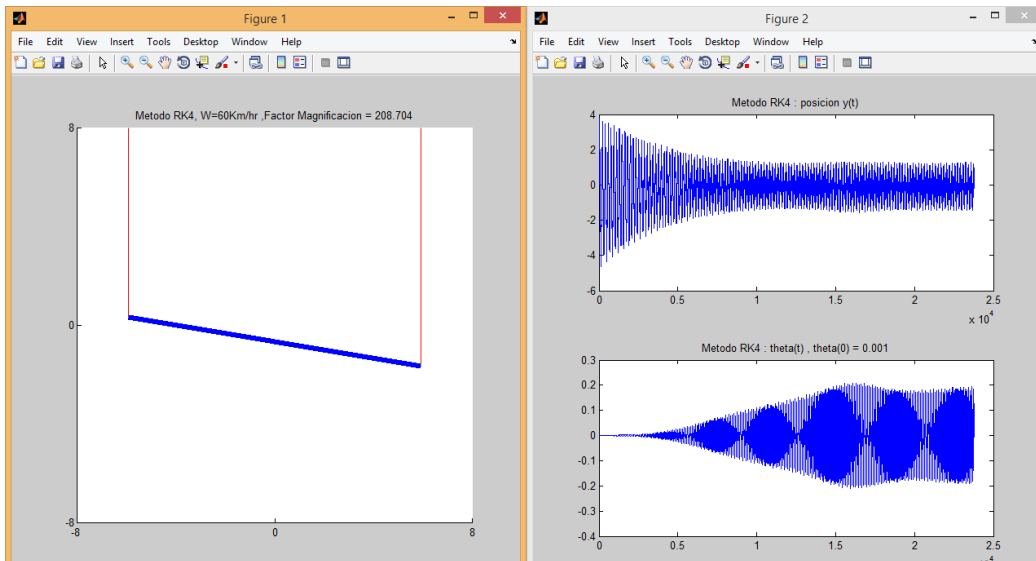 Figure 1
File Edit View Insert Tools Desktop Window Help
Metodo RK4, W=60Km/hr ,Factor Magnificacion = 208.704
8
0
-8
-8 0 8
Figure 2
File Edit View Insert Tools Desktop Window Help
Metodo RK4 : posicion y(t)
4
2
0
-2
-4
-6
0 0.5 1 1.5 2 2.5
x 10^4
Metodo RK4 : theta(t) , theta(0) = 0.001
0.3
0.2
0.1
0
-0.1
-0.2
-0.3
-0.4
0 0.5 1 1.5 2 2.5